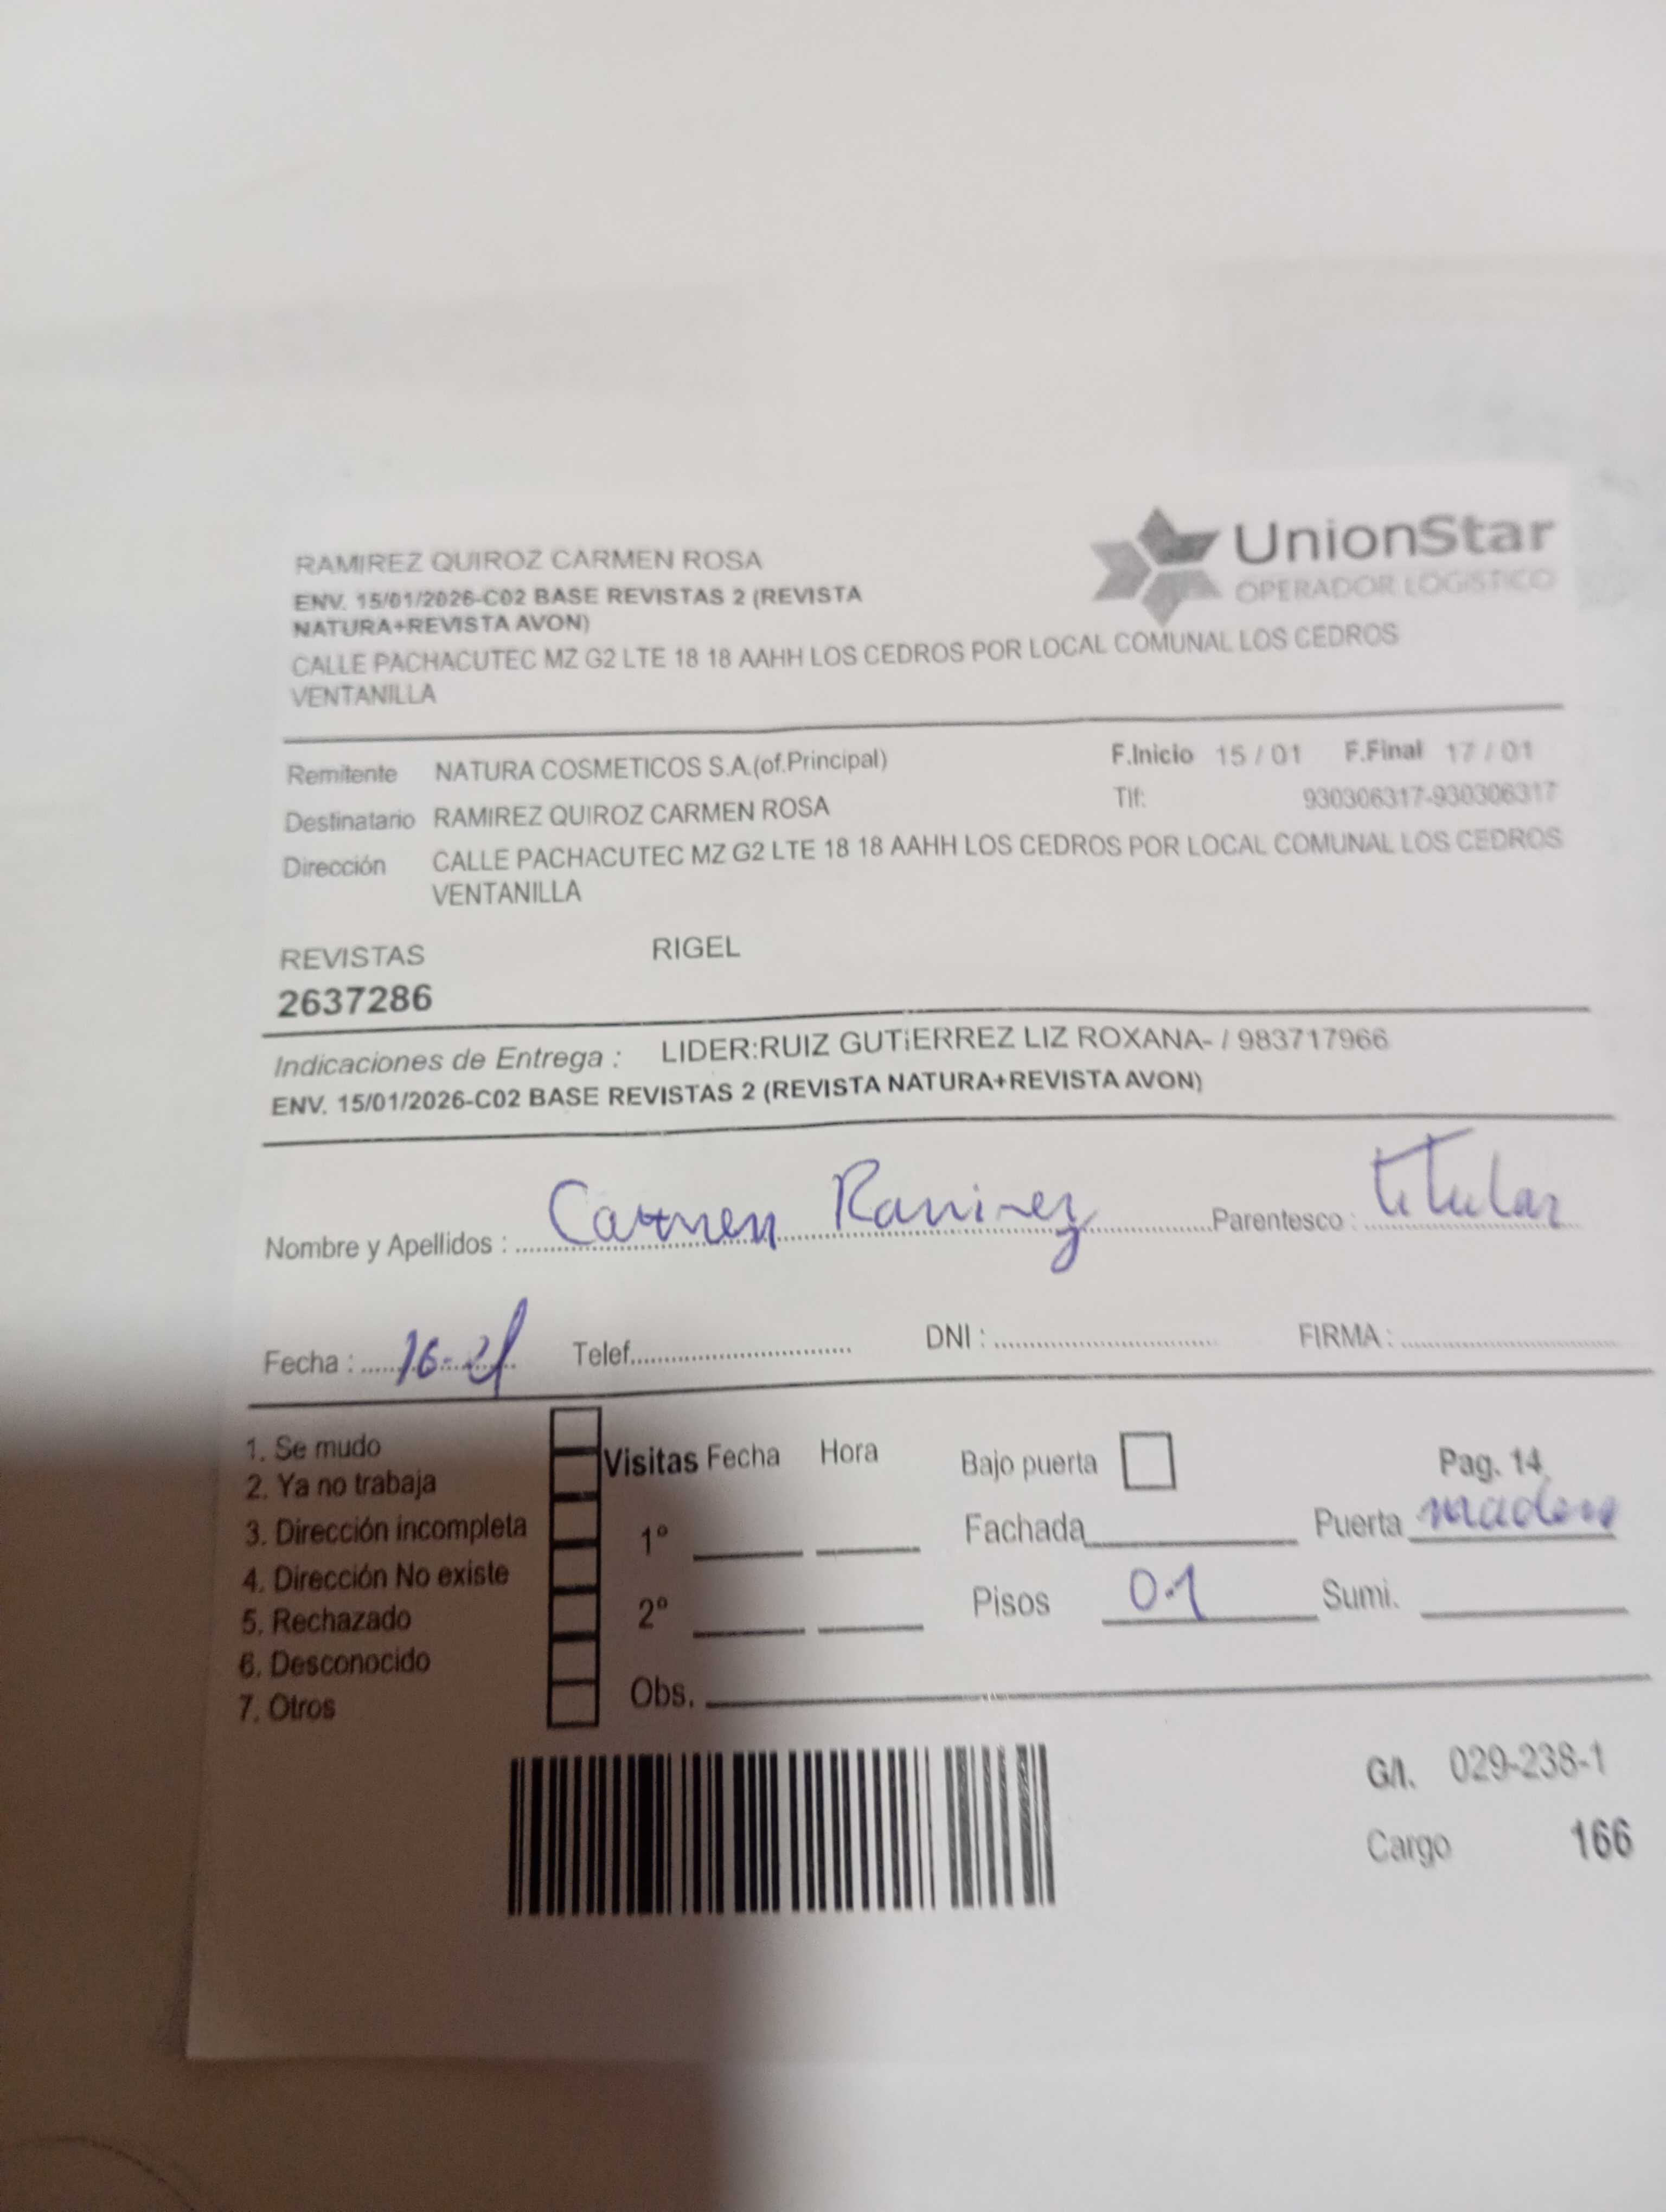 RAMIREZ QUIROZ CARMEN ROSA
ENV. 15/01/2026-C02 BASE REVISTAS 2 (REVISTA
NATURA+REVISTA AVON)
CALLE PACHACUTEC MZ G2 LTE 18 18 AAHH LOS CEDROS POR LOCAL COMUNAL LOS CEDROS
VENTANILLA
UnionStar
OPERADOR LOGISTICO
Remitente NATURA COSMETICOS S.A.(of.Principal) F.Inicio 15 / 01 F.Final 17 / 01
Destinatario RAMIREZ QUIROZ CARMEN ROSA Tlf: 930306317-930306317
Dirección CALLE PACHACUTEC MZ G2 LTE 18 18 AAHH LOS CEDROS POR LOCAL COMUNAL LOS CEDROS
VENTANILLA
REVISTAS RIGEL
2637286
Indicaciones de Entrega : LIDER:RUIZ GUTIERREZ LIZ ROXANA- / 983717966
ENV. 15/01/2026-C02 BASE REVISTAS 2 (REVISTA NATURA+REVISTA AVON)
Nombre y Apellidos : Carmen Ramirez Parentesco : titular
Fecha : Telef. DNI : FIRMA :
1. Se mudo
2. Ya no trabaja
3. Dirección incompleta
4. Dirección No existe
5. Rechazado
6. Desconocido
7. Otros
Visitas Fecha Hora
1°
2°
Obs.
Bajo puerta Pag. 14
Fachada Puerta madera
Pisos 01 Sumi.
G/I. 029-238-1
Cargo 166